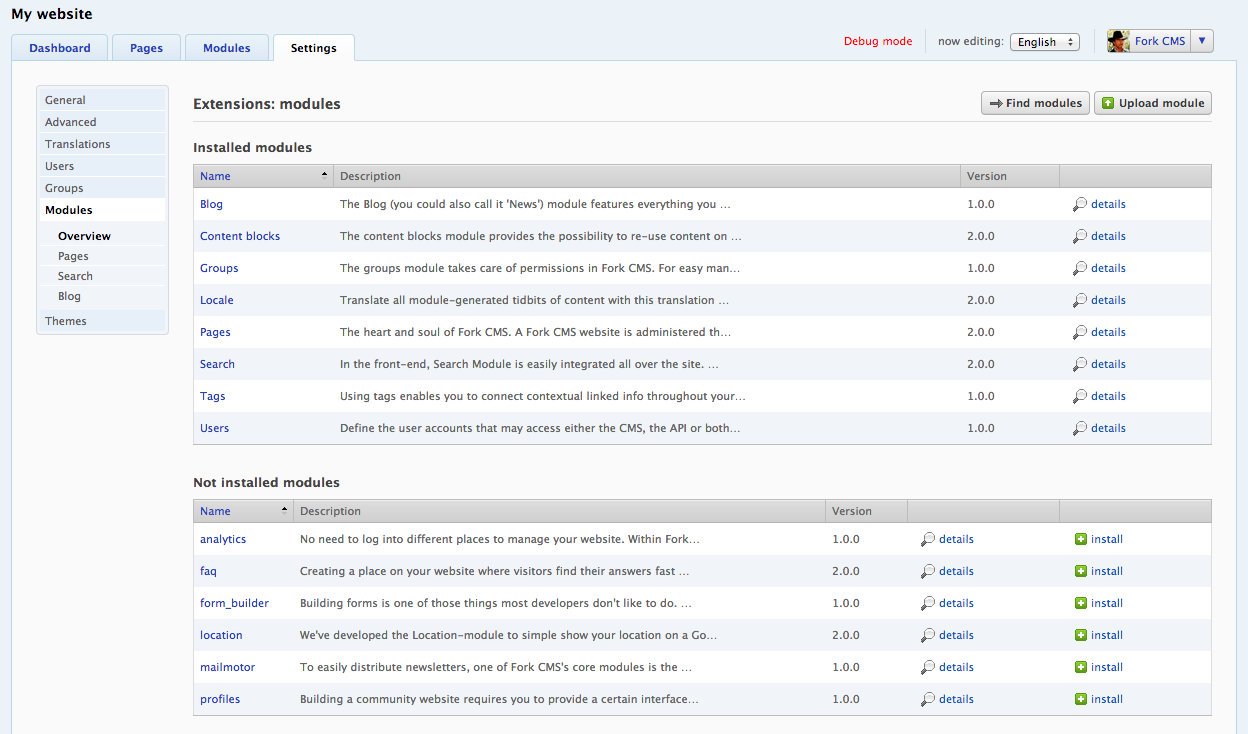 My website
Dashboard Pages Modules Settings Debug mode now editing: English Fork CMS
General
Advanced
Translations
Users
Groups
Modules
Overview
Pages
Search
Blog
Themes
Extensions: modules Find modules Upload module
Installed modules
Name Description Version
Blog The Blog (you could also call it 'News') module features everything you ... 1.0.0 details
Content blocks The content blocks module provides the possibility to re-use content on ... 2.0.0 details
Groups The groups module takes care of permissions in Fork CMS. For easy man... 1.0.0 details
Locale Translate all module-generated tidbits of content with this translation ... 2.0.0 details
Pages The heart and soul of Fork CMS. A Fork CMS website is administered th... 2.0.0 details
Search In the front-end, Search Module is easily integrated all over the site. ... 2.0.0 details
Tags Using tags enables you to connect contextual linked info throughout your... 1.0.0 details
Users Define the user accounts that may access either the CMS, the API or both... 1.0.0 details
Not installed modules
Name Description Version
analytics No need to log into different places to manage your website. Within Fork... 1.0.0 details install
faq Creating a place on your website where visitors find their answers fast ... 2.0.0 details install
form_builder Building forms is one of those things most developers don't like to do. ... 1.0.0 details install
location We've developed the Location-module to simple show your location on a Go... 2.0.0 details install
mailmotor To easily distribute newsletters, one of Fork CMS's core modules is the ... 1.0.0 details install
profiles Building a community website requires you to provide a certain interface... 1.0.0 details install